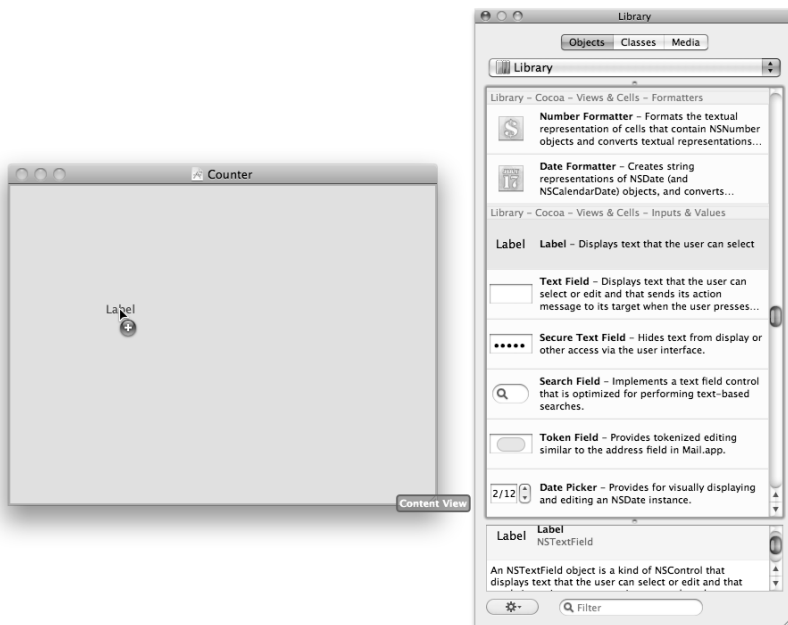 Counter
Label
Content View
Library
Objects Classes Media
Library
Library – Cocoa – Views & Cells – Formatters
Number Formatter – Formats the textual
representation of cells that contain NSNumber
objects and converts textual representations...
Date Formatter – Creates string
representations of NSDate (and
NSCalendarDate) objects, and converts...
17
Library – Cocoa – Views & Cells – Inputs & Values
Label Label – Displays text that the user can select
Text Field – Displays text that the user can
select or edit and that sends its action
message to its target when the user presses...
Secure Text Field – Hides text from display or
other access via the user interface.
Search Field – Implements a text field control
that is optimized for performing text-based
searches.
Token Field – Provides tokenized editing
similar to the address field in Mail.app.
2/12 Date Picker – Provides for visually displaying
and editing an NSDate instance.
Label Label
NSTextField
An NSTextField object is a kind of NSControl that
displays text that the user can select or edit and that
Filter